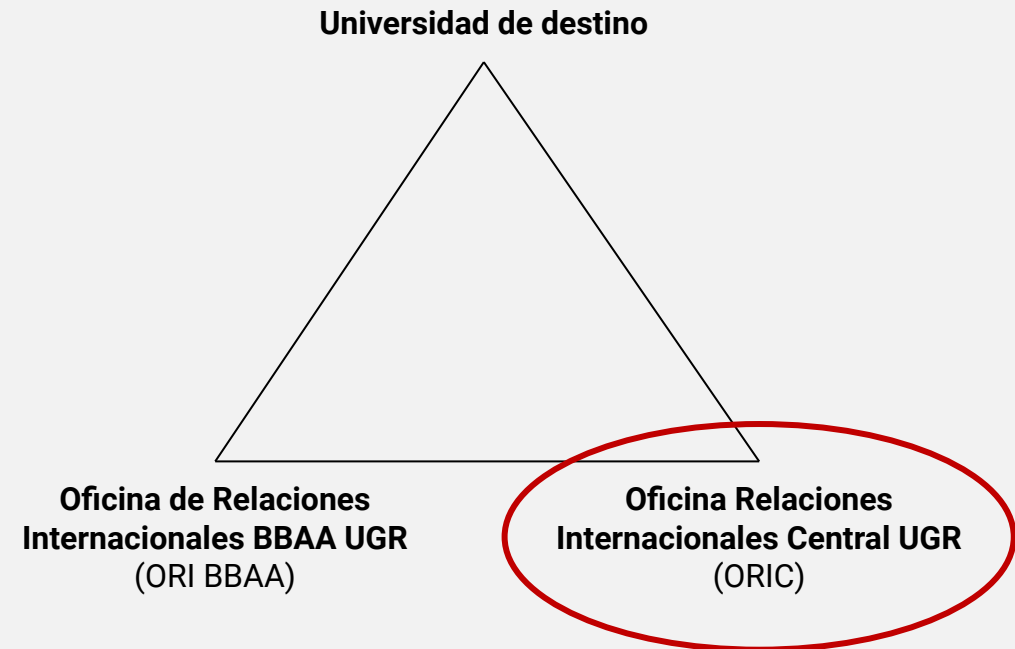 Universidad de destino
Oficina de Relaciones
Internacionales BBAA UGR
(ORI BBAA)
Oficina Relaciones
Internacionales Central UGR
(ORIC)